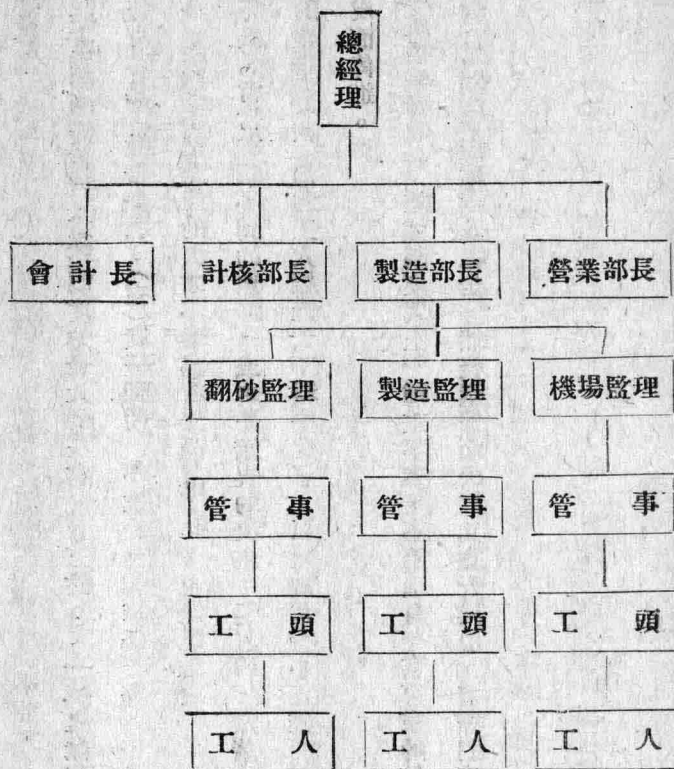 總經理
會計長 計核部長 製造部長 營業部長
翻砂監理 製造監理 機場監理
管事 管事 管事
工頭 工頭 工頭
工人 工人 工人